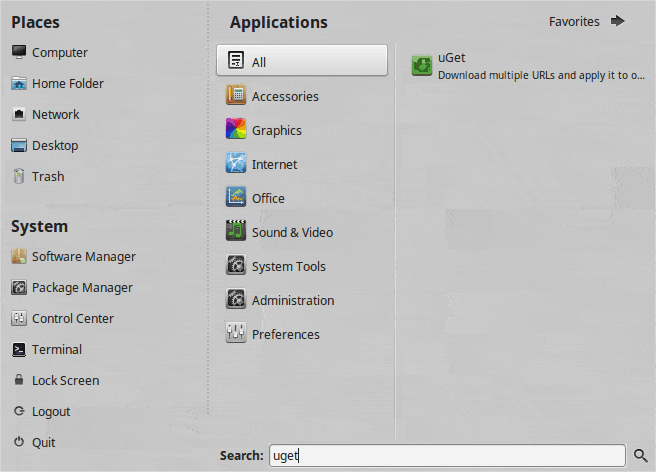 Places
Computer
Home Folder
Network
Desktop
Trash
System
Software Manager
Package Manager
Control Center
Terminal
Lock Screen
Logout
Quit
Applications
Favorites
All
Accessories
Graphics
Internet
Office
Sound & Video
System Tools
Administration
Preferences
uGet
Download multiple URLs and apply it to o...
Search: uget